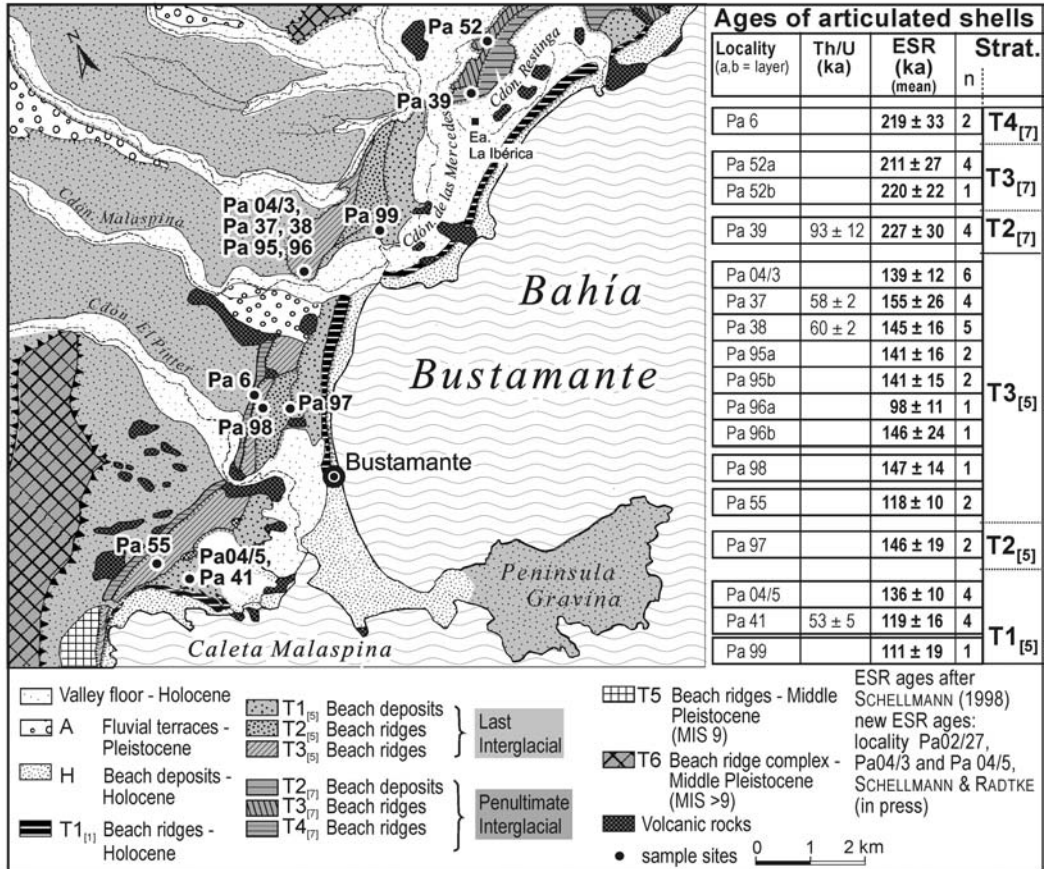 N
Pa 52
Cdón. Restinga
Pa 39
Ea.
La Ibérica
Cdón. de las Mercedes
Cdón. Malaspina
Pa 04/3,
Pa 37, 38
Pa 95, 96
Pa 99
Cdón. El Pinter
Bahía
Bustamante
Pa 6
Pa 97
Pa 98
Bustamante
Pa 55
Pa04/5,
Pa 41
Península
Gravina
Caleta Malaspina
Ages of articulated shells
Locality Th/U ESR Strat.
(a,b = layer) (ka) (ka)
(mean) n
Pa 6 219 ± 33 2 T4[7]
Pa 52a 211 ± 27 4
Pa 52b 220 ± 22 1 T3[7]
Pa 39 93 ± 12 227 ± 30 4 T2[7]
Pa 04/3 139 ± 12 6
Pa 37 58 ± 2 155 ± 26 4
Pa 38 60 ± 2 145 ± 16 5
Pa 95a 141 ± 16 2
Pa 95b 141 ± 15 2 T3[5]
Pa 96a 98 ± 11 1
Pa 96b 146 ± 24 1
Pa 98 147 ± 14 1
Pa 55 118 ± 10 2
Pa 97 146 ± 19 2 T2[5]
Pa 04/5 136 ± 10 4
Pa 41 53 ± 5 119 ± 16 4 T1[5]
Pa 99 111 ± 19 1
Valley floor - Holocene
A Fluvial terraces -
Pleistocene
H Beach deposits -
Holocene
T1[1] Beach ridges -
Holocene
T1[5] Beach deposits
T2[5] Beach ridges
T3[5] Beach ridges
Last
Interglacial
T2[7] Beach deposits
T3[7] Beach ridges
T4[7] Beach ridges
Penultimate
Interglacial
T5 Beach ridges - Middle
Pleistocene
(MIS 9)
T6 Beach ridge complex -
Middle Pleistocene
(MIS >9)
Volcanic rocks
sample sites
0 1 2 km
ESR ages after
SCHELLMANN (1998)
new ESR ages:
locality Pa02/27,
Pa04/3 and Pa 04/5,
SCHELLMANN & RADTKE
(in press)